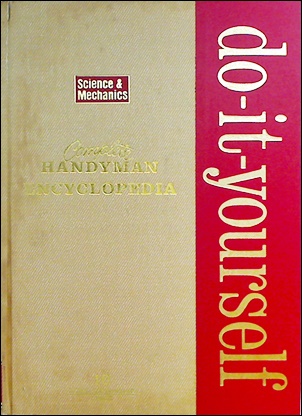 Science &
Mechanics
Complete
HANDYMAN
ENCYCLOPEDIA
do-it-yourself